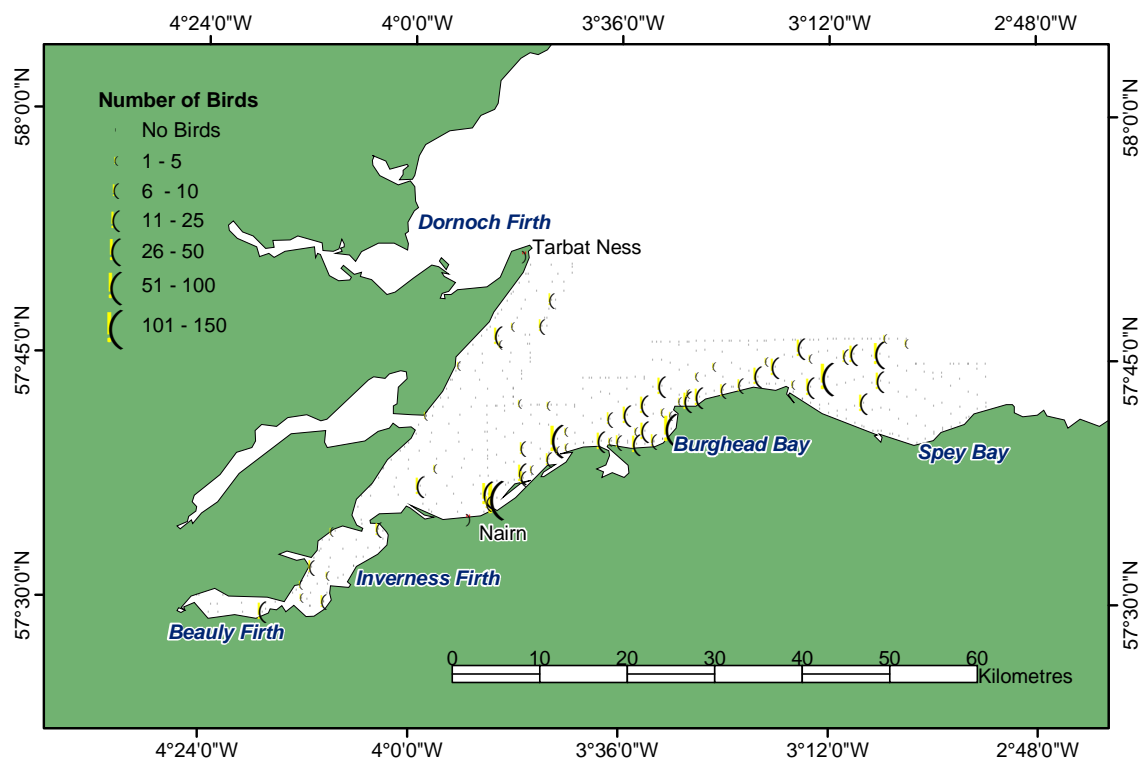 4°24'0"W 4°0'0"W 3°36'0"W 3°12'0"W 2°48'0"W
58°0'0"N
58°0'0"N
Number of Birds
No Birds
1 - 5
6 - 10
11 - 25
26 - 50
51 - 100
101 - 150
Dornoch Firth
Tarbat Ness
57°45'0"N
57°45'0"N
Burghead Bay
Spey Bay
Nairn
Inverness Firth
57°30'0"N
57°30'0"N
Beauly Firth
0 10 20 30 40 50 60
Kilometres
4°24'0"W 4°0'0"W 3°36'0"W 3°12'0"W 2°48'0"W